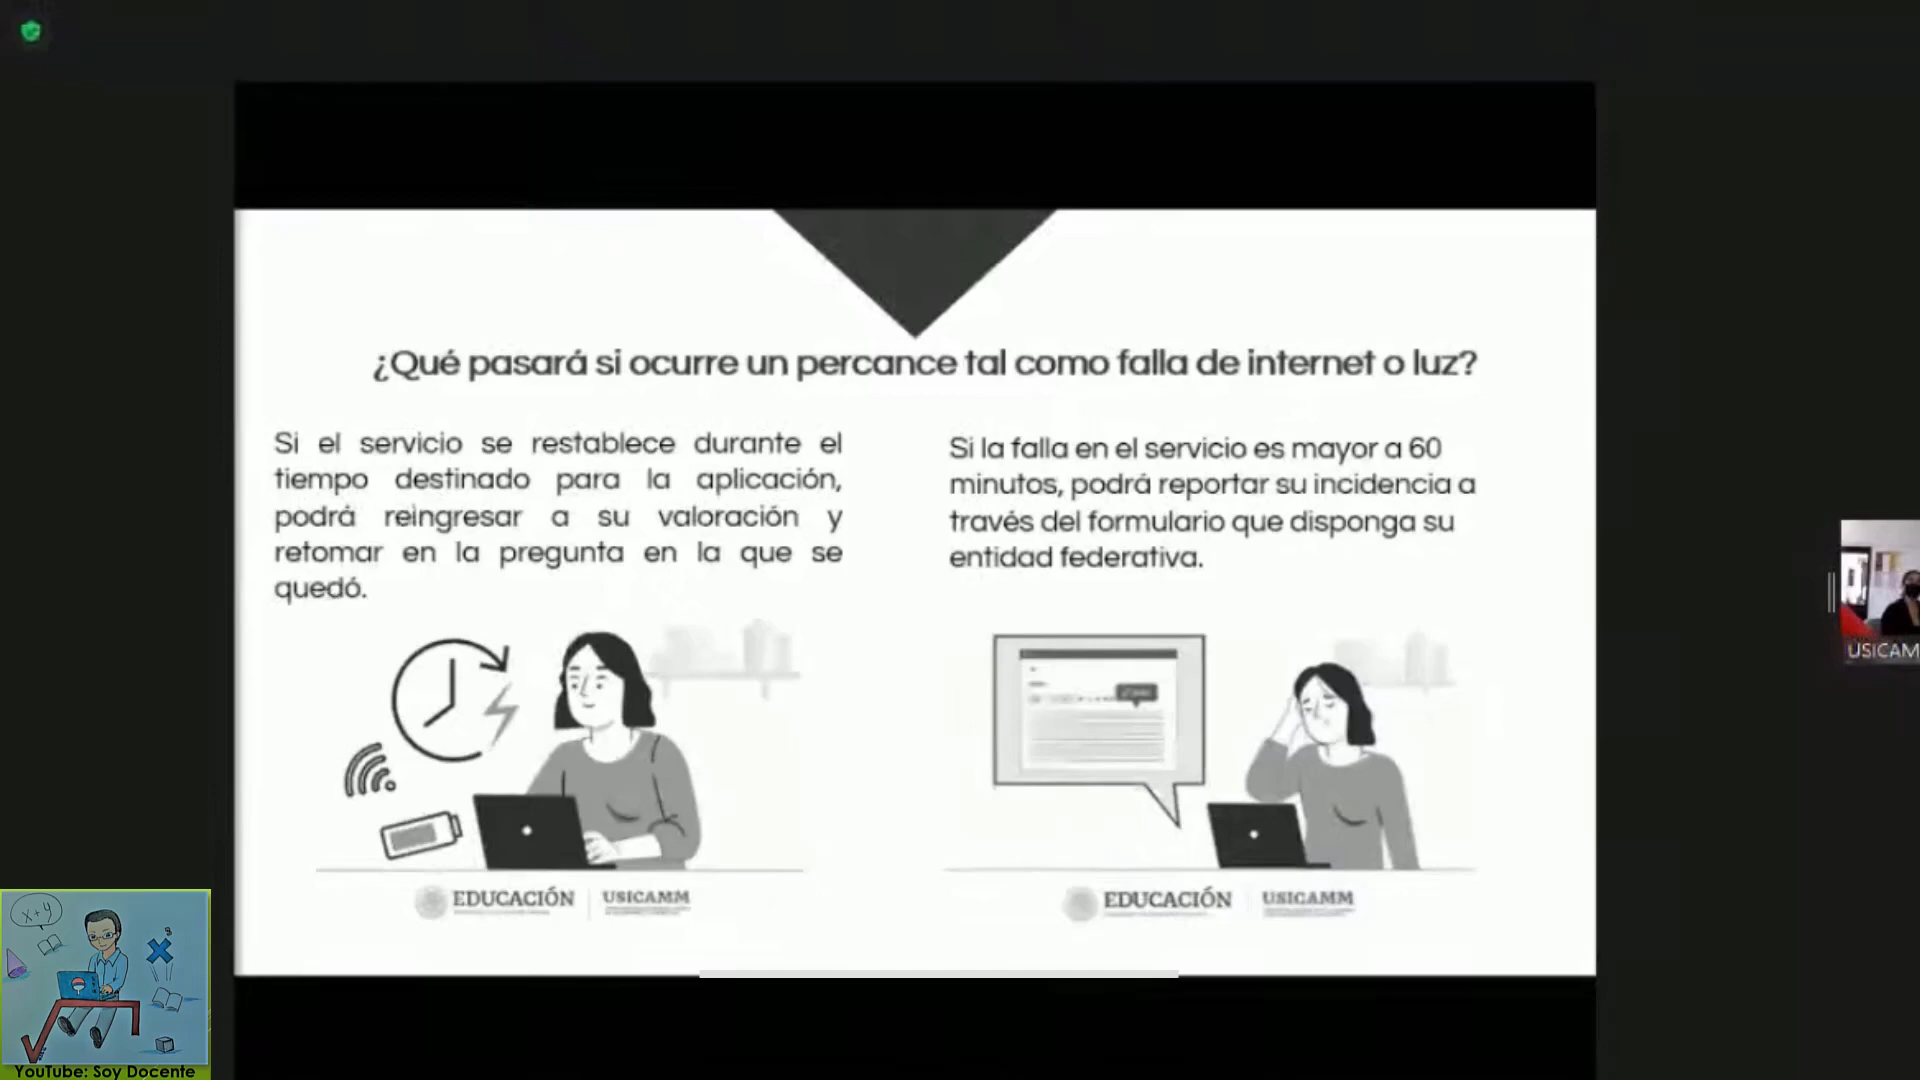 ¿Qué pasará si ocurre un percance tal como falla de internet o luz?
Si el servicio se restablece durante el
tiempo destinado para la aplicación,
podrá reingresar a su valoración y
retomar en la pregunta en la que se
quedó.
Si la falla en el servicio es mayor a 60
minutos, podrá reportar su incidencia a
través del formulario que disponga su
entidad federativa.
EDUCACIÓN
USICAMM
EDUCACIÓN
USICAMM
USICAM
x+y
YouTube: Soy Docente